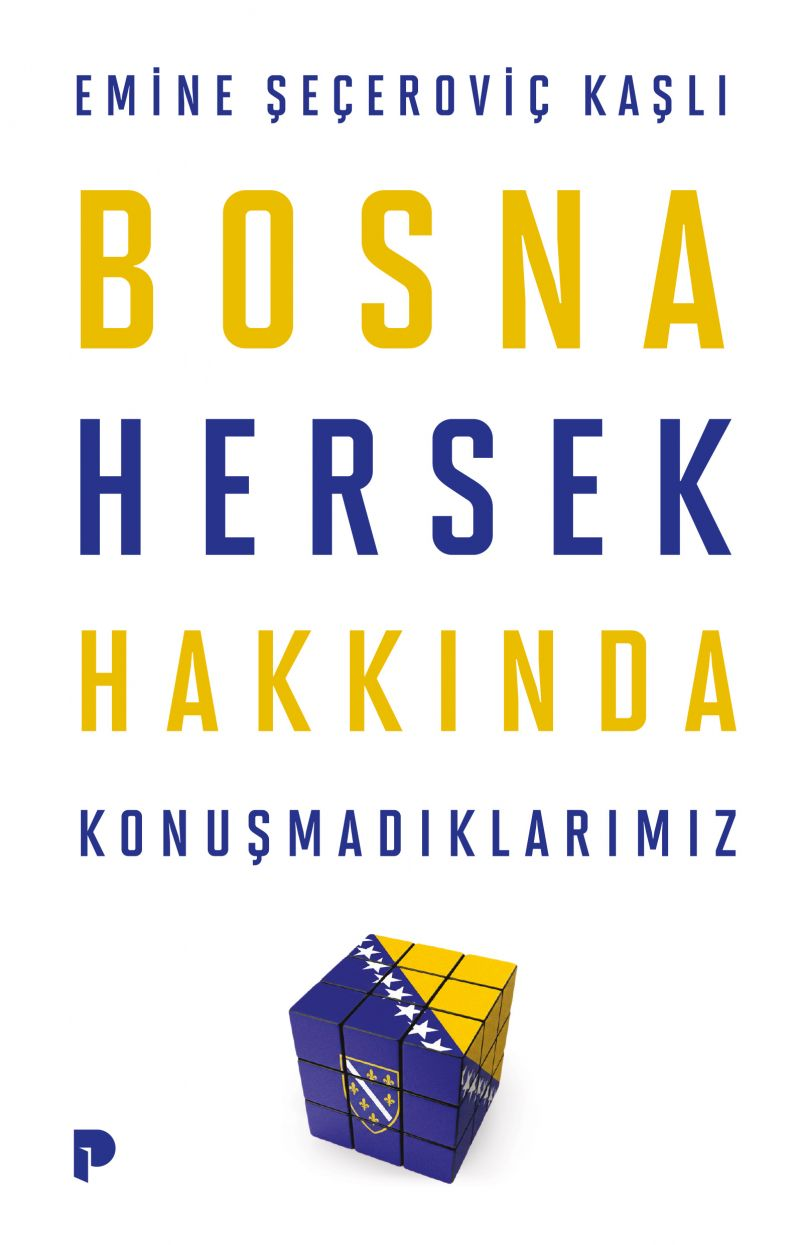 EMİNE ŞEÇEROVİÇ KAŞLI
BOSNA
HERSEK
HAKKINDA
KONUŞMADIKLARIMIZ